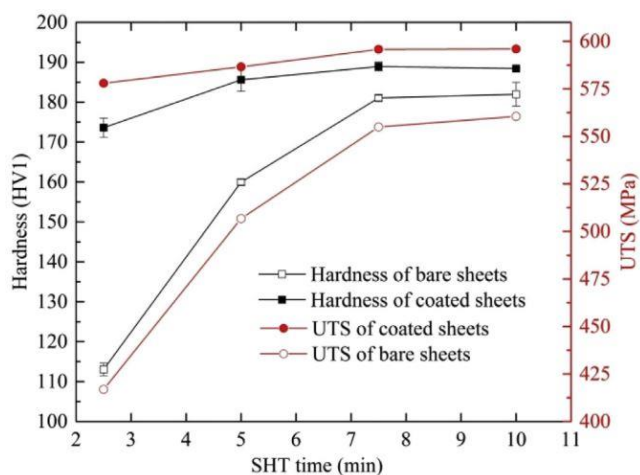 200
190
180
170
160
150
140
130
120
110
100
Hardness (HV1)
2 3 4 5 6 7 8 9 10 11
SHT time (min)
600
575
550
525
500
475
450
425
400
UTS (MPa)
Hardness of bare sheets
Hardness of coated sheets
UTS of coated sheets
UTS of bare sheets